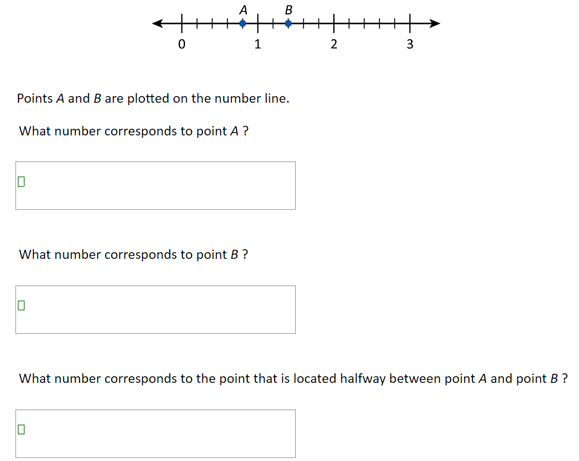 A B
0 1 2 3
Points A and B are plotted on the number line.
What number corresponds to point A ?
What number corresponds to point B ?
What number corresponds to the point that is located halfway between point A and point B ?